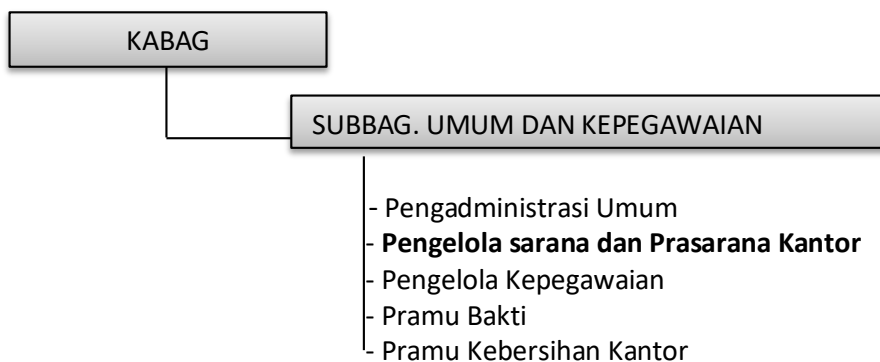 KABAG
SUBBAG. UMUM DAN KEPEGAWAIAN
- Pengadministrasi Umum
- Pengelola sarana dan Prasarana Kantor
- Pengelola Kepegawaian
- Pramu Bakti
- Pramu Kebersihan Kantor